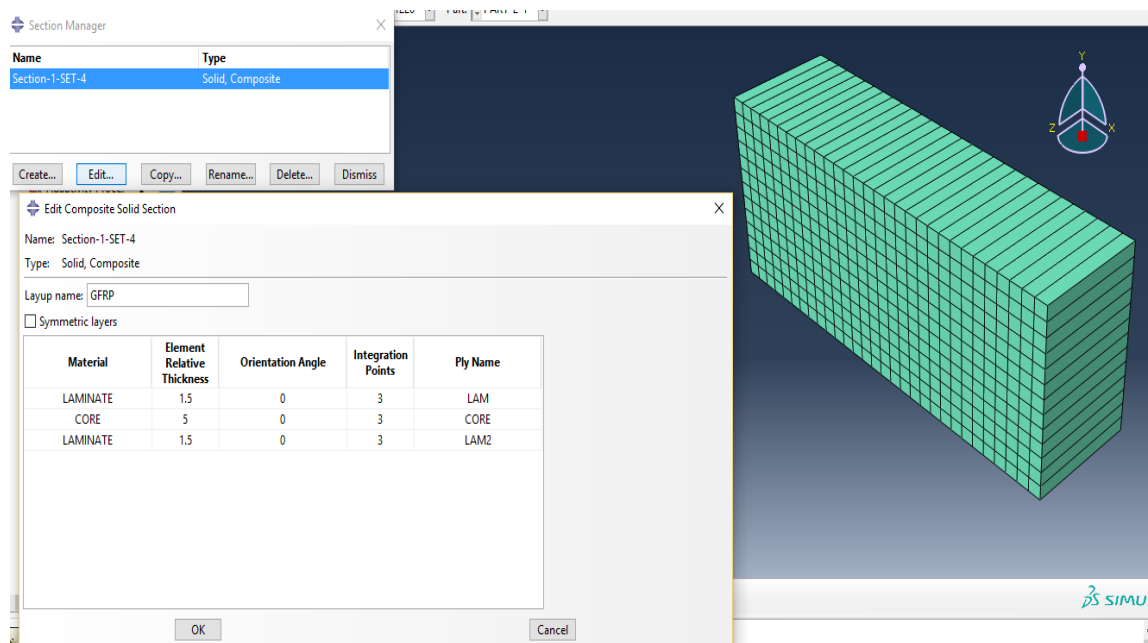 Section Manager
Name Type
Section-1-SET-4 Solid, Composite
Create... Edit... Copy... Rename... Delete... Dismiss
Edit Composite Solid Section
Name: Section-1-SET-4
Type: Solid, Composite
Layup name: GFRP
Symmetric layers
Material Element Relative Thickness Orientation Angle Integration Points Ply Name
LAMINATE 1.5 0 3 LAM
CORE 5 0 3 CORE
LAMINATE 1.5 0 3 LAM2
OK Cancel
Y
Z X
SIMU